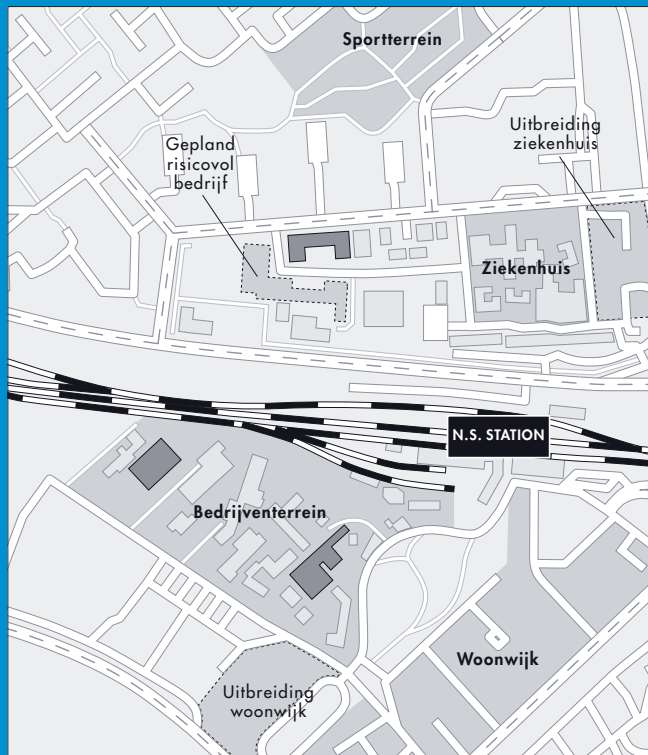 Sportterrein
Uitbreiding
ziekenhuis
Gepland
risicovol
bedrijf
Ziekenhuis
N.S. STATION
Bedrijventerrein
Woonwijk
Uitbreiding
woonwijk